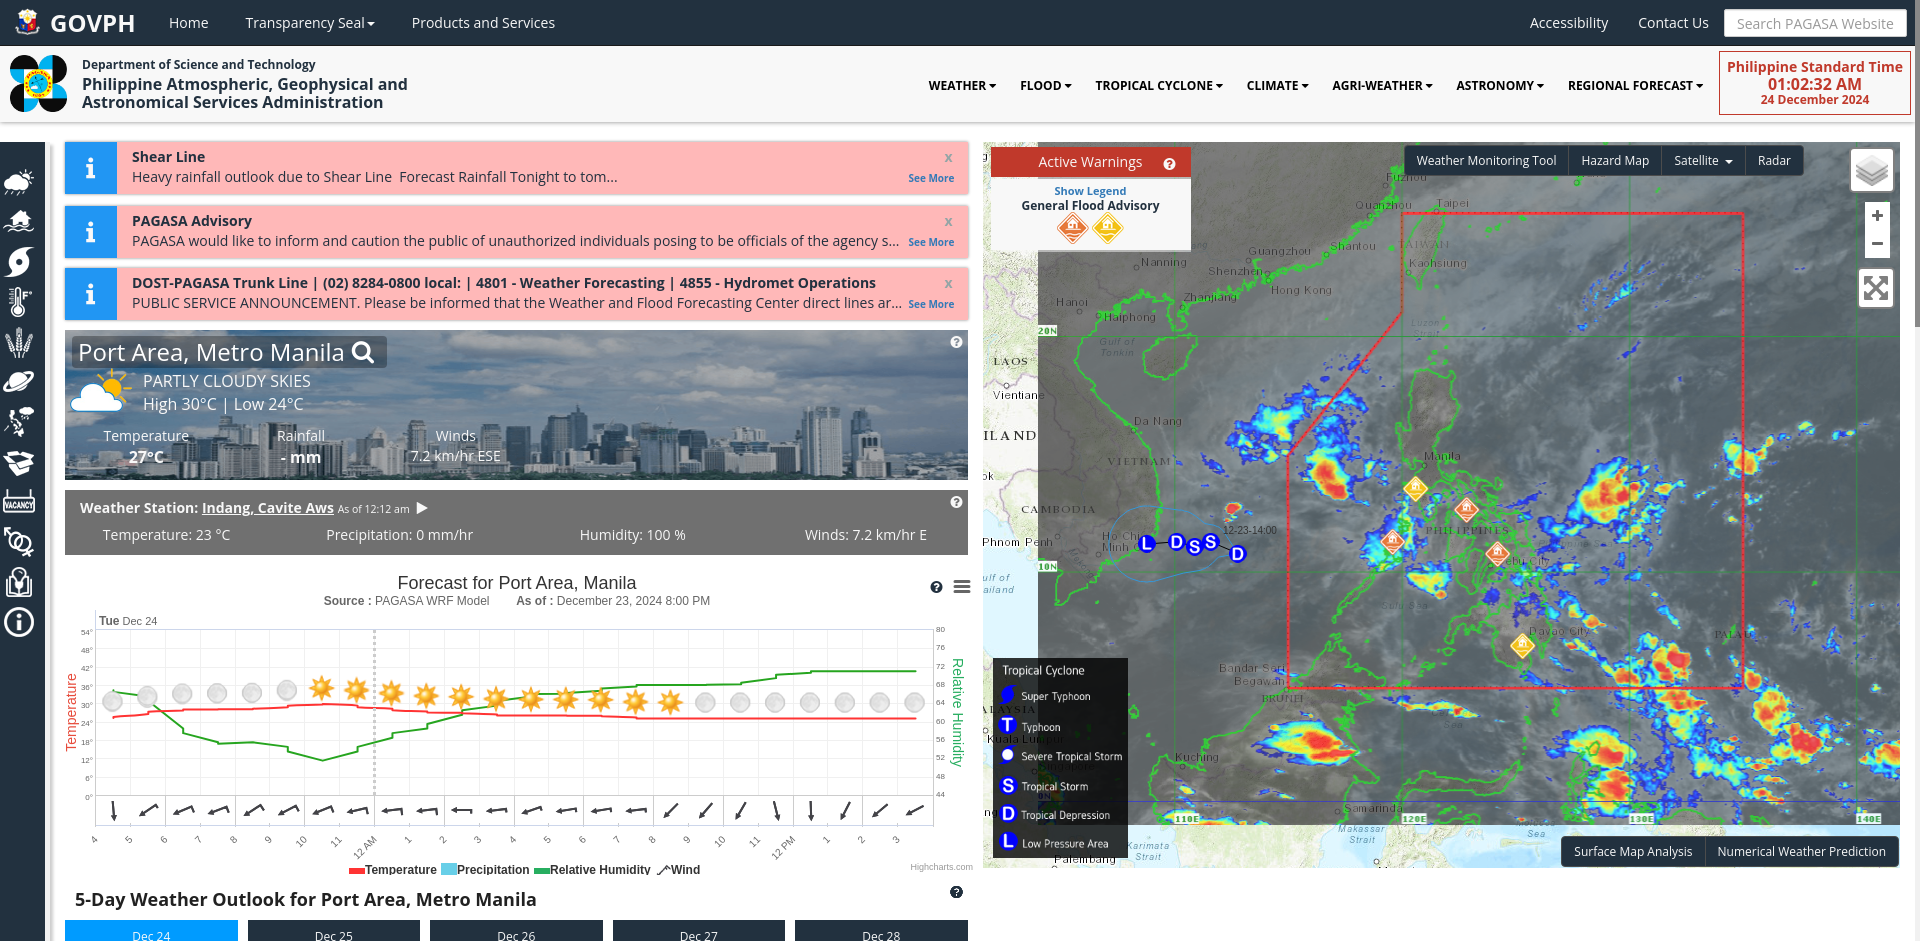 GOVPH
Home
Transparency Seal
Products and Services
Accessibility
Contact Us
Search PAGASA Website
Department of Science and Technology
Philippine Atmospheric, Geophysical and
Astronomical Services Administration
WEATHER
FLOOD
TROPICAL CYCLONE
CLIMATE
AGRI-WEATHER
ASTRONOMY
REGIONAL FORECAST
Philippine Standard Time
01:02:32 AM
24 December 2024
Shear Line
x
Heavy rainfall outlook due to Shear Line Forecast Rainfall Tonight to tom...
See More
PAGASA Advisory
x
PAGASA would like to inform and caution the public of unauthorized individuals posing to be officials of the agency s...
See More
DOST-PAGASA Trunk Line | (02) 8284-0800 local: | 4801 - Weather Forecasting | 4855 - Hydromet Operations
x
PUBLIC SERVICE ANNOUNCEMENT. Please be informed that the Weather and Flood Forecasting Center direct lines ar...
See More
Port Area, Metro Manila
PARTLY CLOUDY SKIES
High 30°C | Low 24°C
Temperature
27°C
Rainfall
- mm
Winds
7.2 km/hr ESE
VACANCY
Weather Station: Indang, Cavite Aws As of 12:12 am
Temperature: 23 °C
Precipitation: 0 mm/hr
Humidity: 100 %
Winds: 7.2 km/hr E
Forecast for Port Area, Manila
Source : PAGASA WRF Model As of : December 23, 2024 8:00 PM
Tue Dec 24
Temperature
54°
48°
42°
36°
30°
24°
18°
12°
6°
0°
Relative Humidity
80
76
72
68
64
60
56
52
48
44
4
5
6
7
8
9
10
11
12 AM
1
2
3
4
5
6
7
8
9
10
11
12 PM
1
2
3
Temperature
Precipitation
Relative Humidity
Wind
Highcharts.com
5-Day Weather Outlook for Port Area, Metro Manila
Dec 24
Dec 25
Dec 26
Dec 27
Dec 28
Active Warnings
Show Legend
General Flood Advisory
Weather Monitoring Tool
Hazard Map
Satellite
Radar
+
−
Fuzhou
Quanzhou
Taipei
TAIWAN
Kaohsiung
Shantou
Guangzhou
Shenzhen
Hong Kong
Nanning
Zhanjiang
Hanoi
Haiphong
Gulf of
Tonkin
Luzon
Strait
20N
LAOS
Vientiane
Da Nang
ILAND
VIETNAM
Manila
CAMBODIA
Phnom Penh
Ho Chi
Minh
12-23-14:00
L
D
S
S
D
PHILIPPINES
ebu City
10N
ulf of
ailand
Sulu Sea
Davao City
PALAU
Bandar Seri
Begawan
BRUNEI
ALAYSIA
Kuala Lumpur
Kuching
Samarinda
110E
120E
130E
140E
Makassar
Strait
Karimata
Strait
Sea
Palembang
Tropical Cyclone
Super Typhoon
T Typhoon
Severe Tropical Storm
S Tropical Storm
D Tropical Depression
L Low Pressure Area
Surface Map Analysis
Numerical Weather Prediction